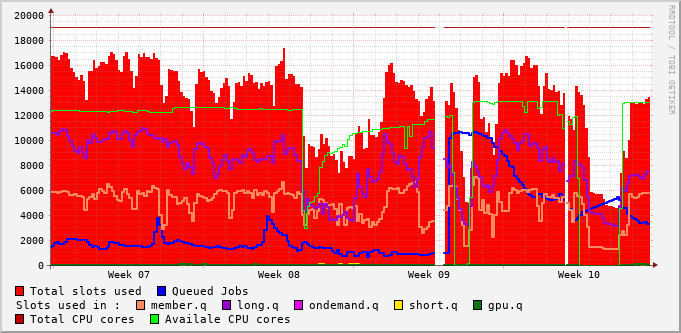 20000
18000
16000
14000
12000
10000
8000
6000
4000
2000
0
Week 07 Week 08 Week 09 Week 10
RRDTOOL / TOBI OETIKER
Total slots used Queued Jobs
Slots used in : member.q long.q ondemand.q short.q gpu.q
Total CPU cores Availale CPU cores